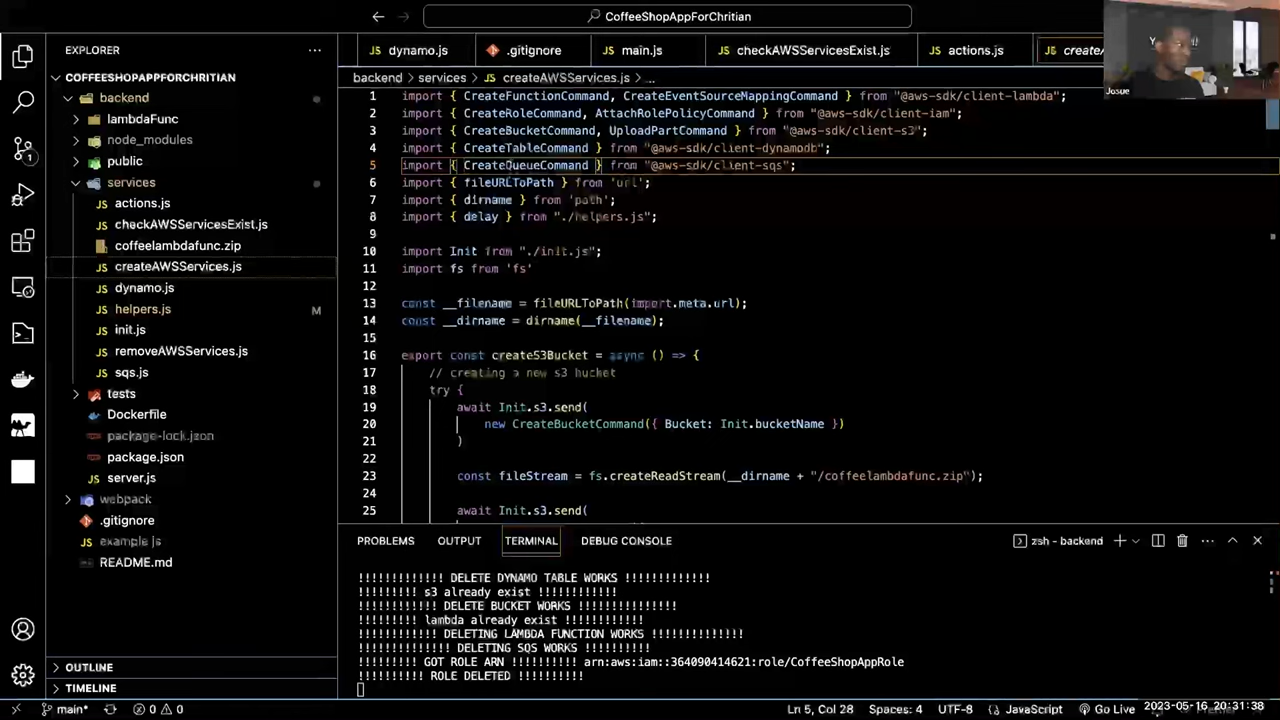 CoffeeShopAppForChritian
EXPLORER
dynamo.js
.gitignore
main.js
checkAWSServicesExist.js
actions.js
Josue
COFFEESHOPAPPFORCHRITIAN
backend
lambdaFunc
node_modules
public
services
actions.js
checkAWSServicesExist.js
coffeelambdafunc.zip
createAWSServices.js
dynamo.js
helpers.js M
init.js
removeAWSServices.js
sqs.js
tests
Dockerfile
package-lock.json
package.json
server.js
webpack
.gitignore
example.js
README.md
OUTLINE
TIMELINE
backend > services > createAWSServices.js > ...
1 import { CreateFunctionCommand, CreateEventSourceMappingCommand } from "@aws-sdk/client-lambda";
2 import { CreateRoleCommand, AttachRolePolicyCommand } from "@aws-sdk/client-iam";
3 import { CreateBucketCommand, UploadPartCommand } from "@aws-sdk/client-s3";
4 import { CreateTableCommand } from "@aws-sdk/client-dynamodb";
5 import { CreateQueueCommand } from "@aws-sdk/client-sqs";
6 import { fileURLToPath } from 'url';
7 import { dirname } from 'path';
8 import { delay } from "./helpers.js";
9
10 import Init from "./init.js";
11 import fs from 'fs'
12
13 const __filename = fileURLToPath(import.meta.url);
14 const __dirname = dirname(__filename);
15
16 export const createS3Bucket = async () => {
17 // creating a new s3 bucket
18 try {
19 await Init.s3.send(
20 new CreateBucketCommand({ Bucket: Init.bucketName })
21 )
22
23 const fileStream = fs.createReadStream(__dirname + "/coffeelambdafunc.zip");
24
25 await Init.s3.send(
PROBLEMS OUTPUT TERMINAL DEBUG CONSOLE
zsh - backend
!!!!!!!!!!!!! DELETE DYNAMO TABLE WORKS !!!!!!!!!!!!!
!!!!!!!!! s3 already exist !!!!!!!!!!!!
!!!!!!!!!!!! DELETE BUCKET WORKS !!!!!!!!!!!!!!!
!!!!!!!!! lambda already exist !!!!!!!!!!!!
!!!!!!!!!!!! DELETING LAMBDA FUNCTION WORKS !!!!!!!!!!!!!!
!!!!!!!!!!!!! DELETING SQS WORKS !!!!!!!!!!
!!!!!!!!! GOT ROLE ARN !!!!!!!!!! arn:aws:iam::364090414621:role/CoffeeShopAppRole
!!!!!!!!!! ROLE DELETED !!!!!!!!!!
main*
0 0
Ln 5, Col 28
Spaces: 4
UTF-8
JavaScript
Go Live
2023-05-16 20:31:38